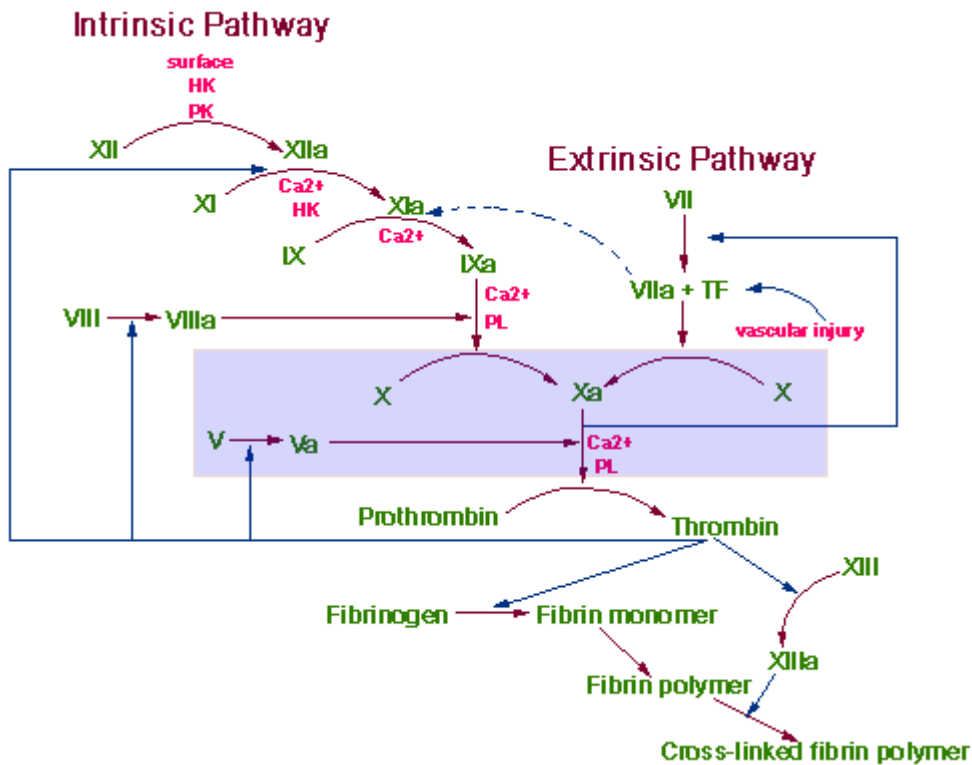 Intrinsic Pathway
surface
HK
PK
XII
XIIa
Extrinsic Pathway
XI
Ca2+
HK
XIa
VII
IX
Ca2+
IXa
VIIa + TF
Ca2+
VIII
VIIIa
PL
vascular injury
X
Xa
X
V
Va
Ca2+
PL
Prothrombin
Thrombin
XIII
Fibrinogen
Fibrin monomer
XIIIa
Fibrin polymer
Cross-linked fibrin polymer